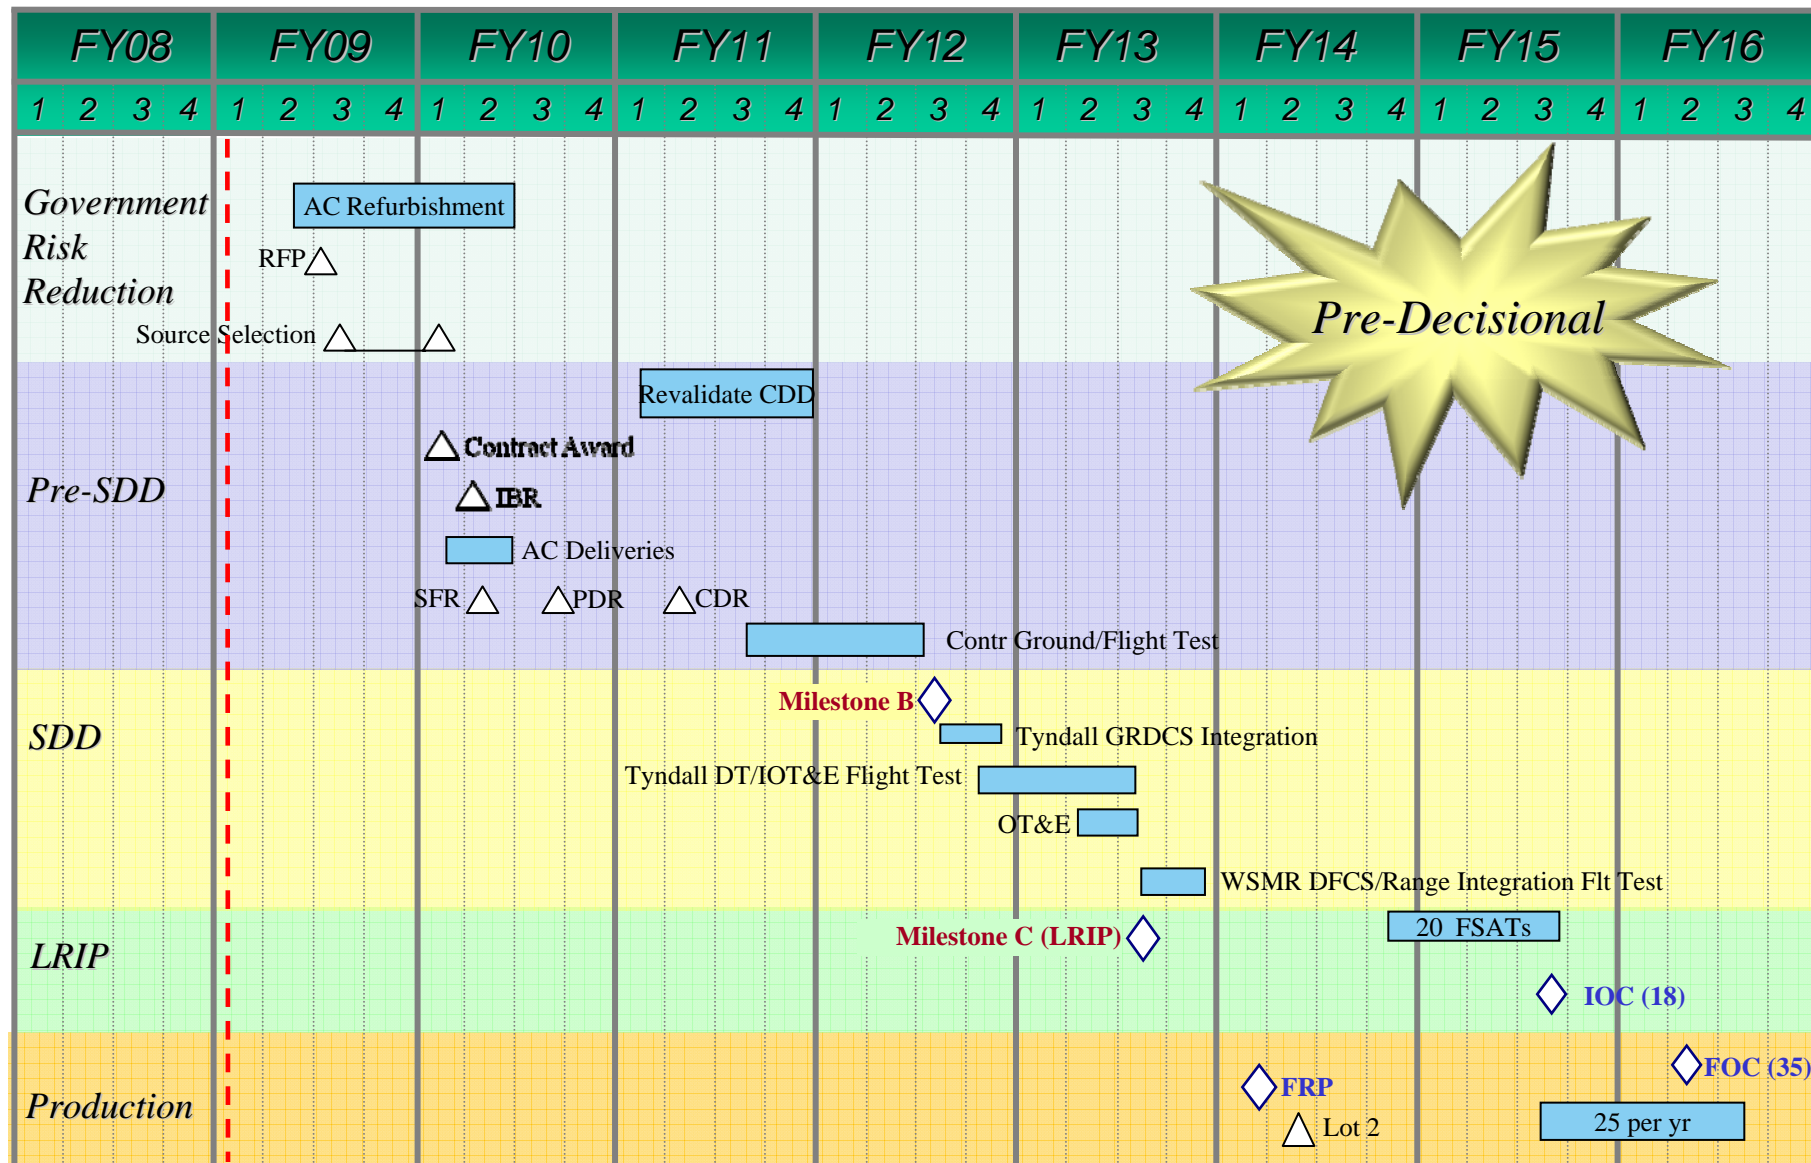 FY08 FY09 FY10 FY11 FY12 FY13 FY14 FY15 FY16
1 2 3 4 1 2 3 4 1 2 3 4 1 2 3 4 1 2 3 4 1 2 3 4 1 2 3 4 1 2 3 4 1 2 3 4
Government
Risk
Reduction
AC Refurbishment
RFP
Source Selection
Pre-Decisional
Pre-SDD
Revalidate CDD
Contract Award
IBR
AC Deliveries
SFR PDR CDR
Contr Ground/Flight Test
SDD
Milestone B
Tyndall GRDCS Integration
Tyndall DT/IOT&E Flight Test
OT&E
WSMR DFCS/Range Integration Flt Test
LRIP
20 FSATs
Milestone C (LRIP)
IOC (18)
Production
FOC (35)
FRP
Lot 2
25 per yr